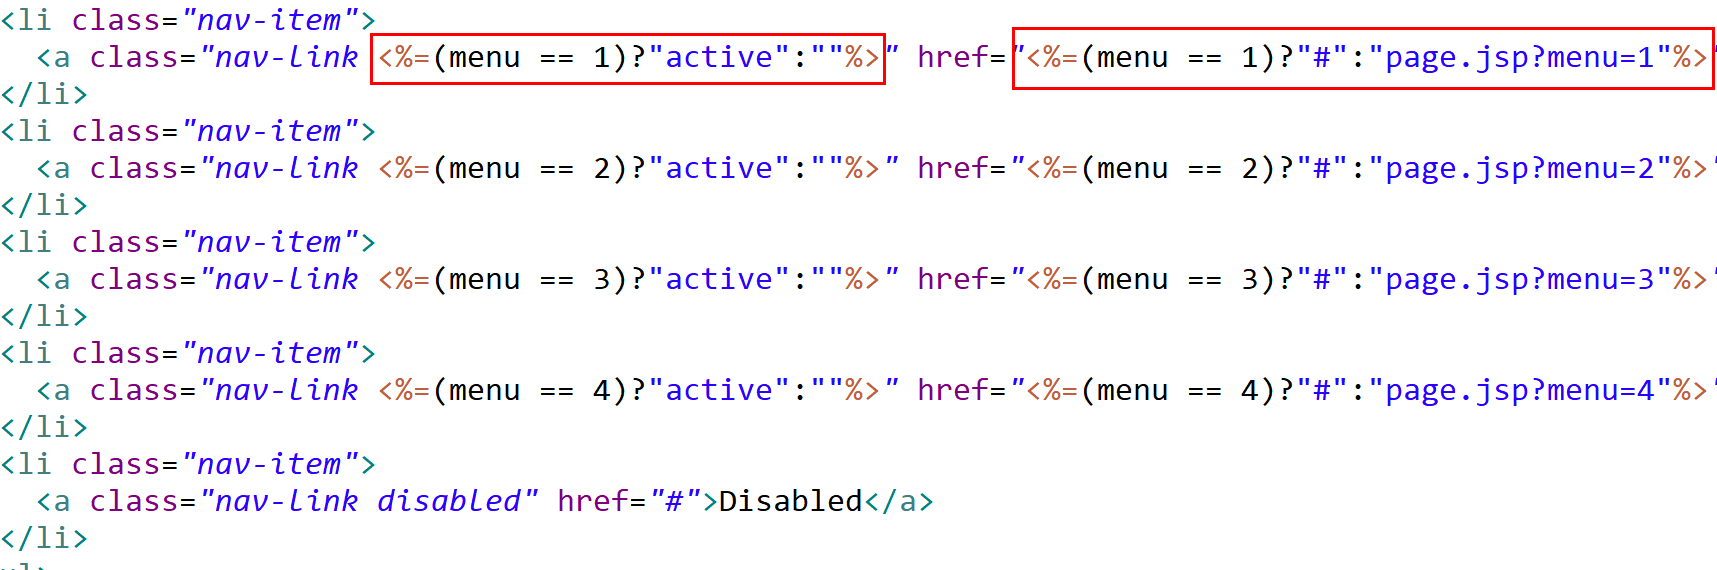 <li class="nav-item">
  <a class="nav-link <%=(menu == 1)?"active":""%>" href="<%=(menu == 1)?"#":"page.jsp?menu=1"%>"
</li>
<li class="nav-item">
  <a class="nav-link <%=(menu == 2)?"active":""%>" href="<%=(menu == 2)?"#":"page.jsp?menu=2"%>"
</li>
<li class="nav-item">
  <a class="nav-link <%=(menu == 3)?"active":""%>" href="<%=(menu == 3)?"#":"page.jsp?menu=3"%>"
</li>
<li class="nav-item">
  <a class="nav-link <%=(menu == 4)?"active":""%>" href="<%=(menu == 4)?"#":"page.jsp?menu=4"%>"
</li>
<li class="nav-item">
  <a class="nav-link disabled" href="#">Disabled</a>
</li>